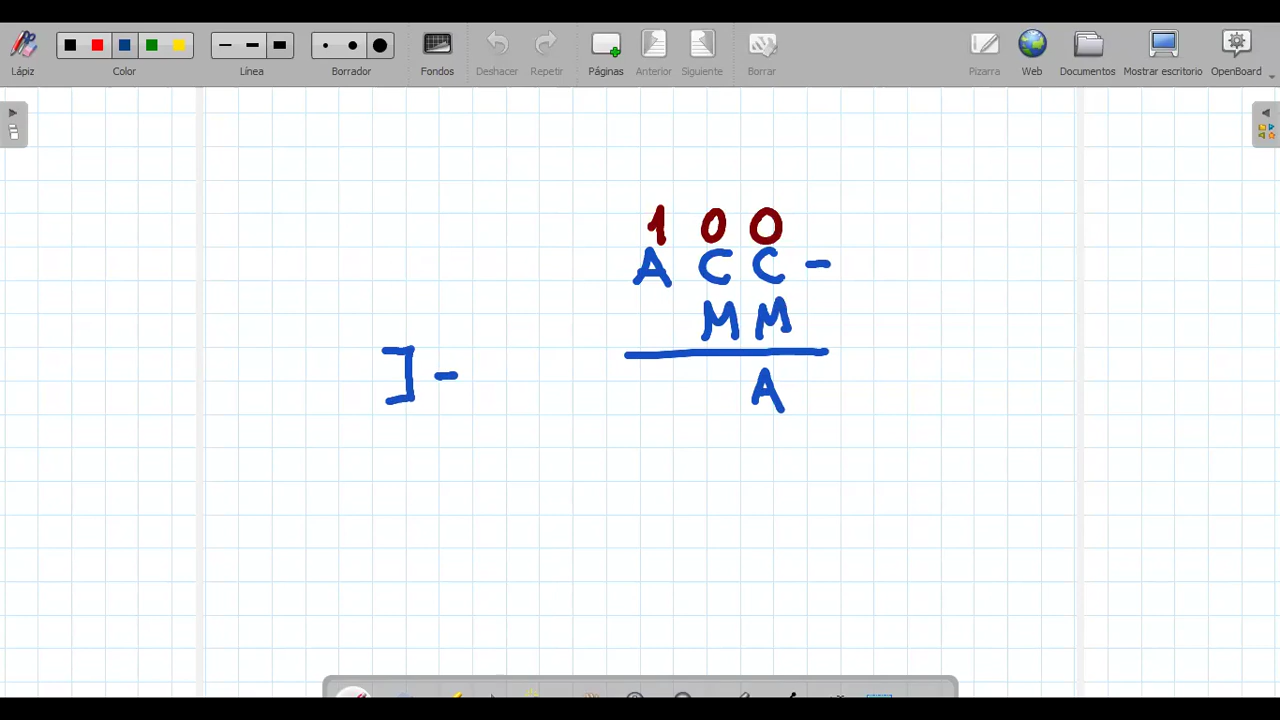 Lápiz Color Línea Borrador Fondos Deshacer Repetir Páginas Anterior Siguiente Borrar Pizarra Web Documentos Mostrar escritorio OpenBoard
1 0 0
A C C -
M M
] -
A